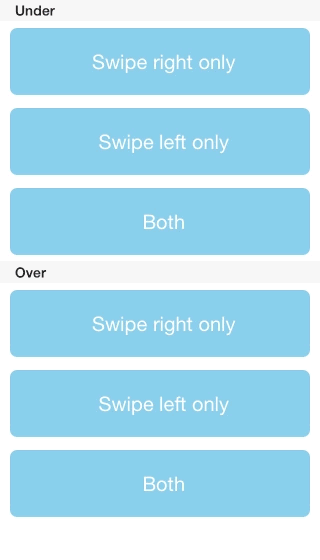 Under
Swipe right only
Swipe left only
Both
Over
Swipe right only
Swipe left only
Both